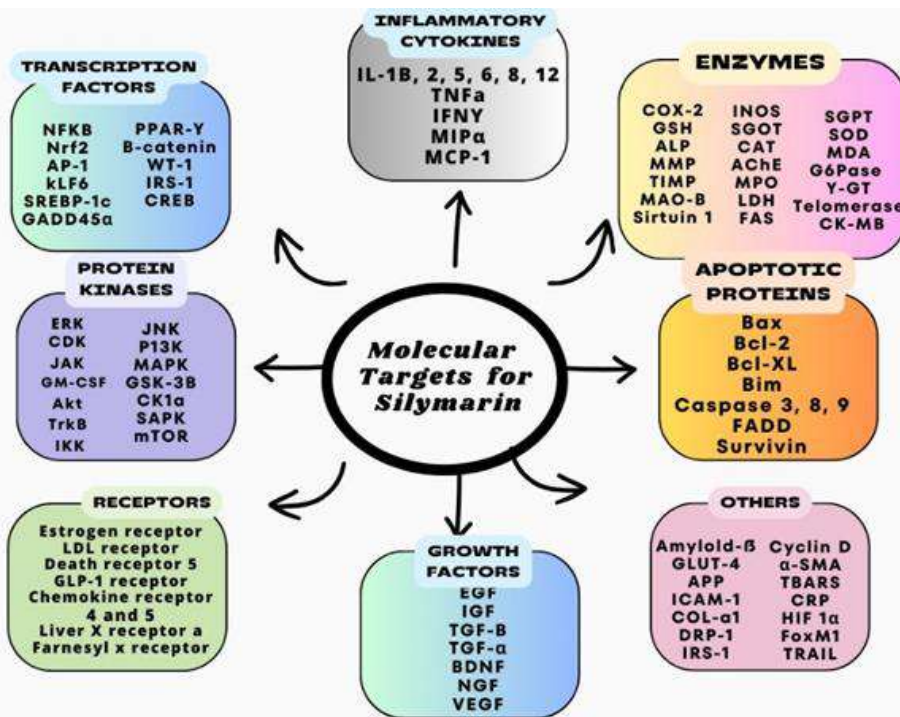 INFLAMMATORY
CYTOKINES
IL-1B, 2, 5, 6, 8, 12
TNFa
IFNY
MIPα
MCP-1
TRANSCRIPTION
FACTORS
NFKB
Nrf2
AP-1
kLF6
SREBP-1c
GADD45α
PPAR-Y
B-catenin
WT-1
IRS-1
CREB
ENZYMES
COX-2
GSH
ALP
MMP
TIMP
MAO-B
Sirtuin 1
INOS
SGOT
CAT
AChE
MPO
LDH
FAS
SGPT
SOD
MDA
G6Pase
Y-GT
Telomerase
CK-MB
PROTEIN
KINASES
ERK
CDK
JAK
GM-CSF
Akt
TrkB
IKK
JNK
P13K
MAPK
GSK-3B
CK1a
SAPK
mTOR
Molecular
Targets for
Silymarin
APOPTOTIC
PROTEINS
Bax
Bcl-2
Bcl-XL
Bim
Caspase 3, 8, 9
FADD
Survivin
RECEPTORS
Estrogen receptor
LDL receptor
Death receptor 5
GLP-1 receptor
Chemokine receptor
4 and 5
Liver X receptor a
Farnesyl x receptor
GROWTH
FACTORS
EGF
IGF
TGF-B
TGF-α
BDNF
NGF
VEGF
OTHERS
Amylold-ß
GLUT-4
APP
ICAM-1
COL-a1
DRP-1
IRS-1
Cyclin D
α-SMA
TBARS
CRP
HIF 1α
FoxM1
TRAIL